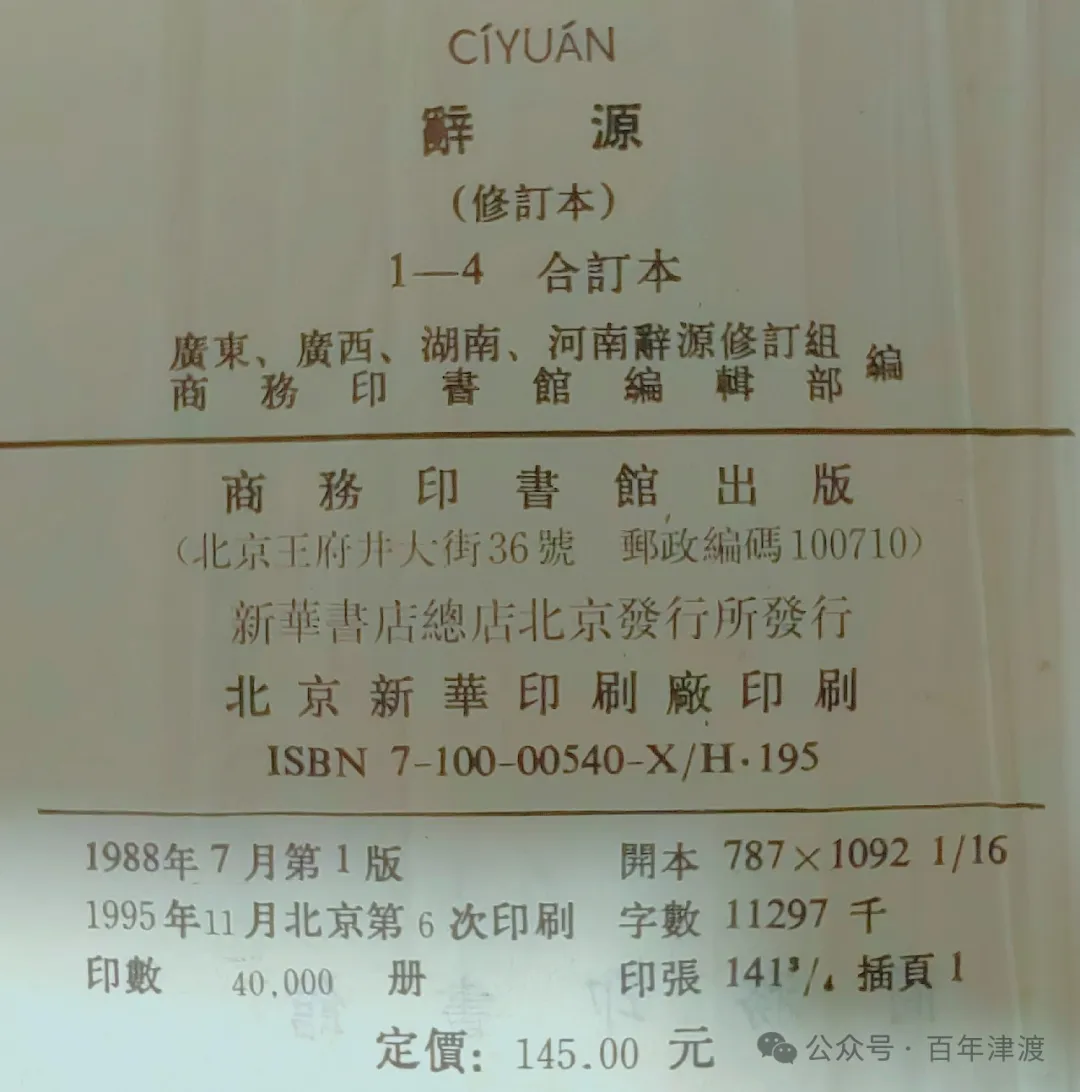 CÍYUÁN
辭源
(修訂本)
1—4 合訂本
廣東、廣西、湖南、河南辭源修訂組
商務印書館編輯部 編
商務印書館出版
(北京王府井大街36號 郵政編碼100710)
新華書店總店北京發行所發行
北京新華印刷廠印刷
ISBN 7-100-00540-X/H·195
1988年7月第1版 開本 787×1092 1/16
1995年11月北京第6次印刷 字數 11297 千
印數 40,000 册 印張 141³/₄ 插頁 1
定價: 145.00 元
公众号·百年津渡